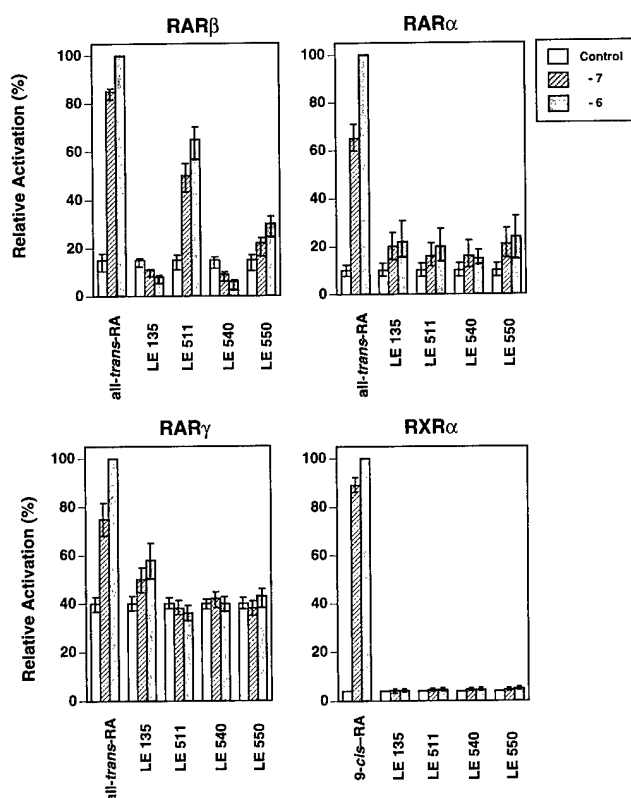 RARβ
RARα
Control
- 7
- 6
Relative Activation (%)
100
80
60
40
20
0
100
80
60
40
20
0
all-trans-RA
LE 135
LE 511
LE 540
LE 550
all-trans-RA
LE 135
LE 511
LE 540
LE 550
RARγ
RXRα
Relative Activation (%)
100
80
60
40
20
0
100
80
60
40
20
0
all-trans-RA
LE 135
LE 511
LE 540
LE 550
9-cis–RA
LE 135
LE 511
LE 540
LE 550